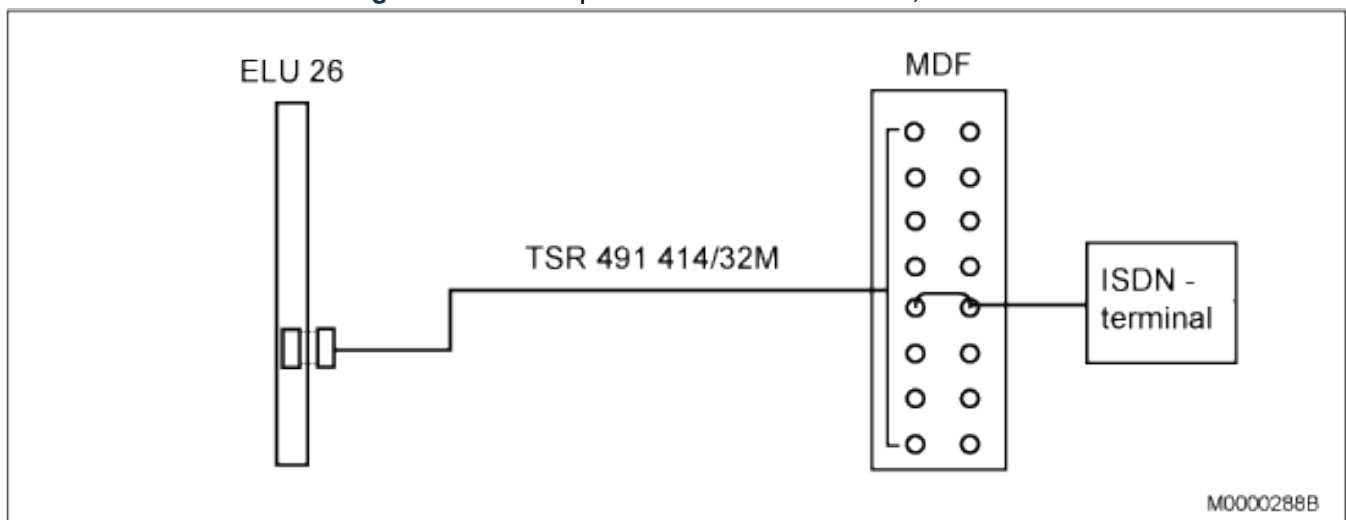 ELU 26
MDF
TSR 491 414/32M
ISDN -
terminal
M0000288B